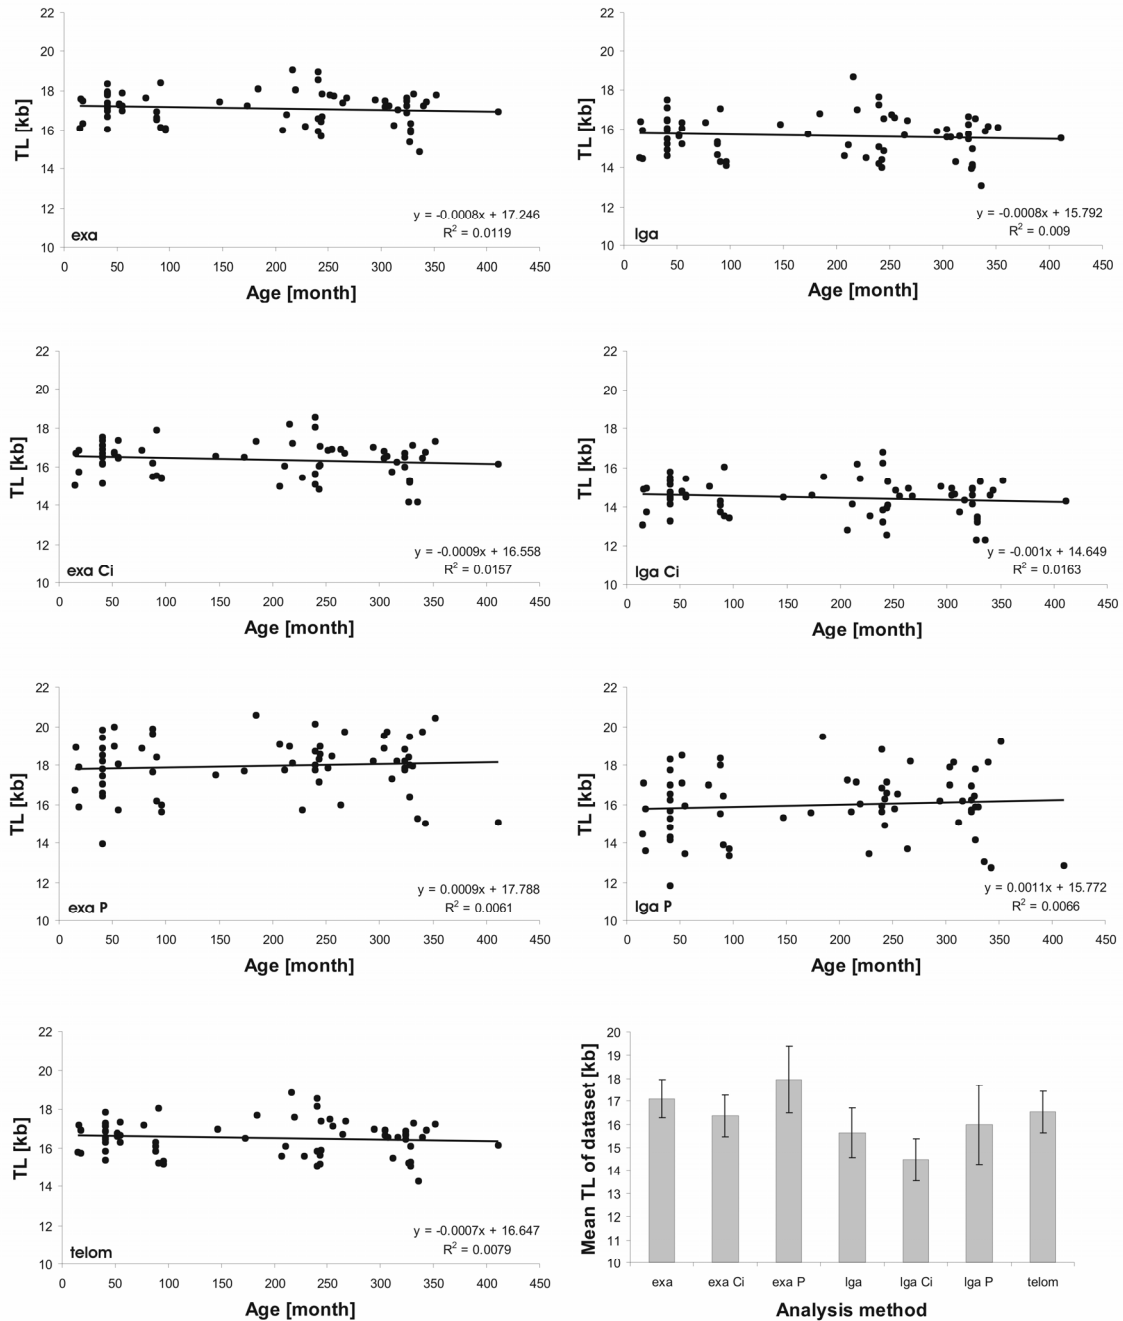 22
20
18
16
14
12
10
TL [kb]
y = -0.0008x + 17.246
R² = 0.0119
exa
0 50 100 150 200 250 300 350 400 450
Age [month]
22
20
18
16
14
12
10
TL [kb]
y = -0.0008x + 15.792
R² = 0.009
lga
0 50 100 150 200 250 300 350 400 450
Age [month]
22
20
18
16
14
12
10
TL [kb]
y = -0.0009x + 16.558
R² = 0.0157
exa Ci
0 50 100 150 200 250 300 350 400 450
Age [month]
22
20
18
16
14
12
10
TL [kb]
y = -0.001x + 14.649
R² = 0.0163
lga Ci
0 50 100 150 200 250 300 350 400 450
Age [month]
22
20
18
16
14
12
10
TL [kb]
y = 0.0009x + 17.788
R² = 0.0061
exa P
0 50 100 150 200 250 300 350 400 450
Age [month]
22
20
18
16
14
12
10
TL [kb]
y = 0.0011x + 15.772
R² = 0.0066
lga P
0 50 100 150 200 250 300 350 400 450
Age [month]
22
20
18
16
14
12
10
TL [kb]
y = -0.0007x + 16.647
R² = 0.0079
telom
0 50 100 150 200 250 300 350 400 450
Age [month]
20
19
18
17
16
15
14
13
12
11
10
Mean TL of dataset [kb]
exa exa Ci exa P lga lga Ci lga P telom
Analysis method